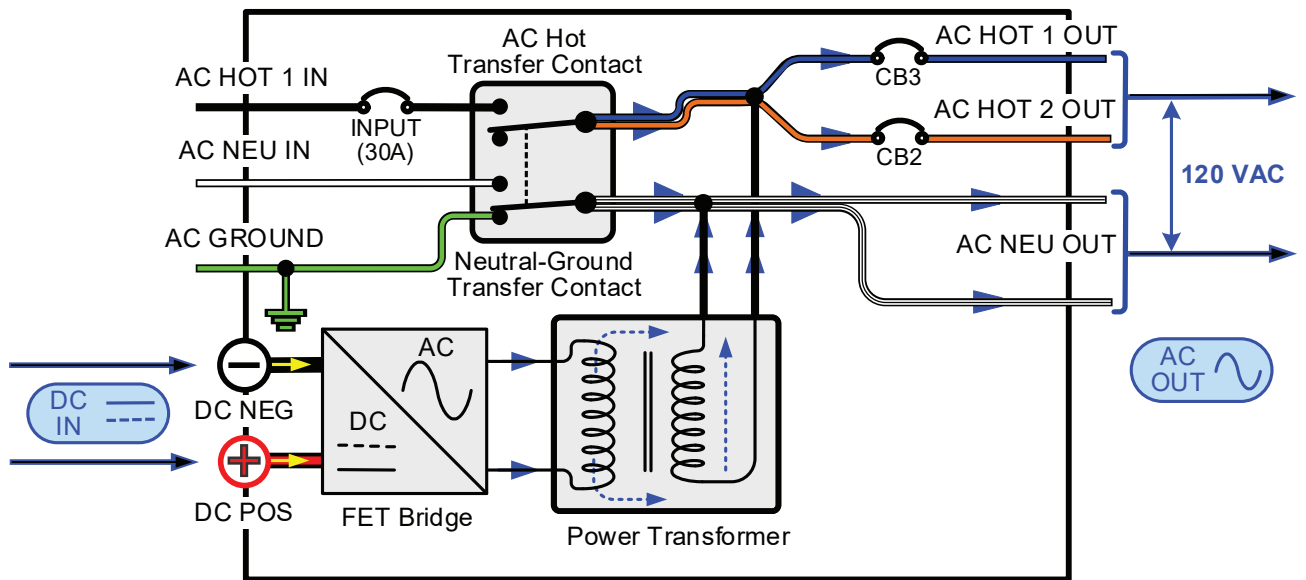 AC Hot
Transfer Contact
AC HOT 1 OUT
AC HOT 1 IN
CB3
INPUT
(30A)
AC HOT 2 OUT
AC NEU IN
CB2
120 VAC
AC GROUND
AC NEU OUT
Neutral-Ground
Transfer Contact
AC
DC
DC NEG
DC
IN
DC POS
FET Bridge
Power Transformer
AC
OUT